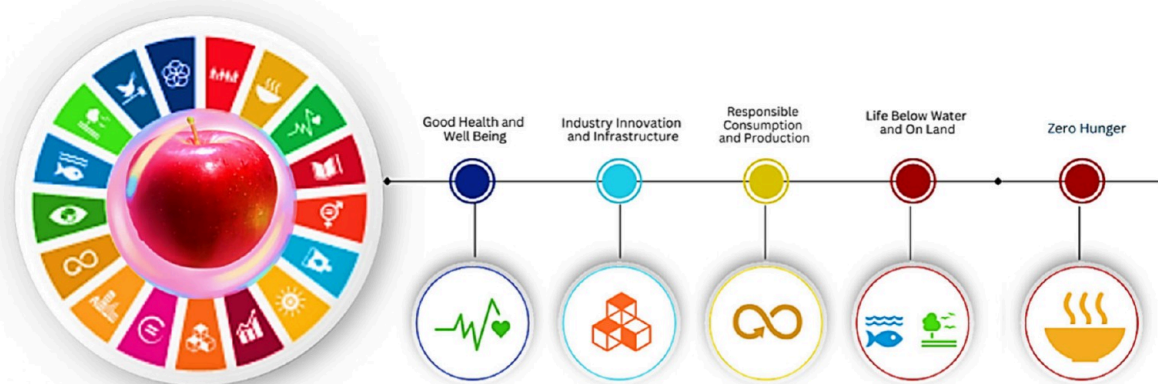 Good Health and
Well Being
Industry Innovation
and Infrastructure
Responsible
Consumption
and Production
Life Below Water
and On Land
Zero Hunger